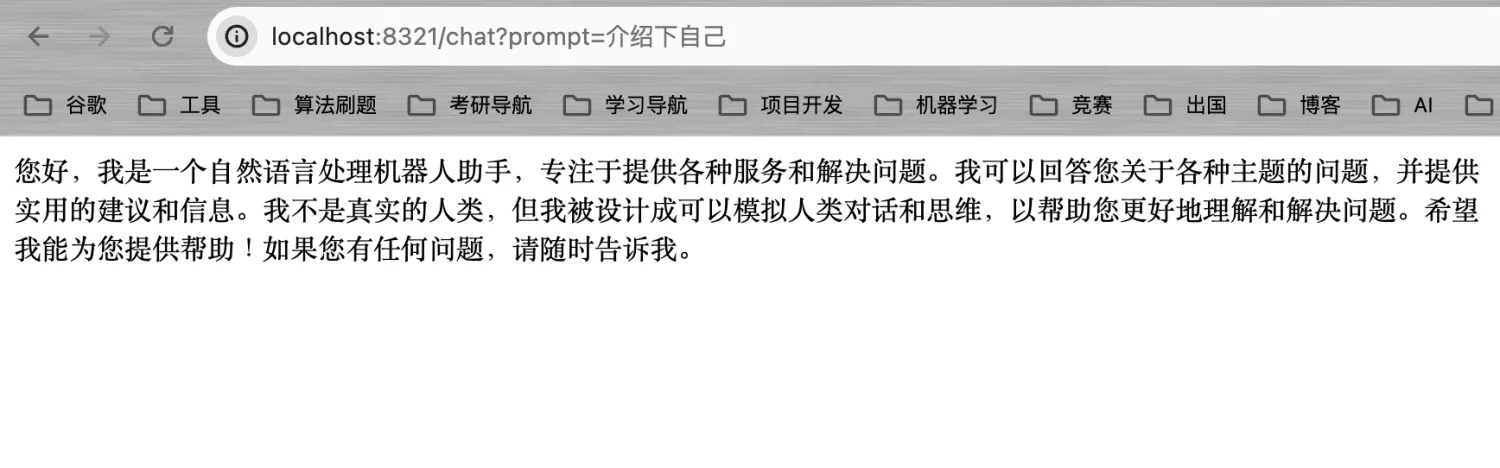 localhost:8321/chat?prompt=介绍下自己
谷歌 工具 算法刷题 考研导航 学习导航 项目开发 机器学习 竞赛 出国 博客 AI
您好，我是一个自然语言处理机器人助手，专注于提供各种服务和解决问题。我可以回答您关于各种主题的问题，并提供
实用的建议和信息。我不是真实的人类，但我被设计成可以模拟人类对话和思维，以帮助您更好地理解和解决问题。希望
我能为您提供帮助！如果您有任何问题，请随时告诉我。